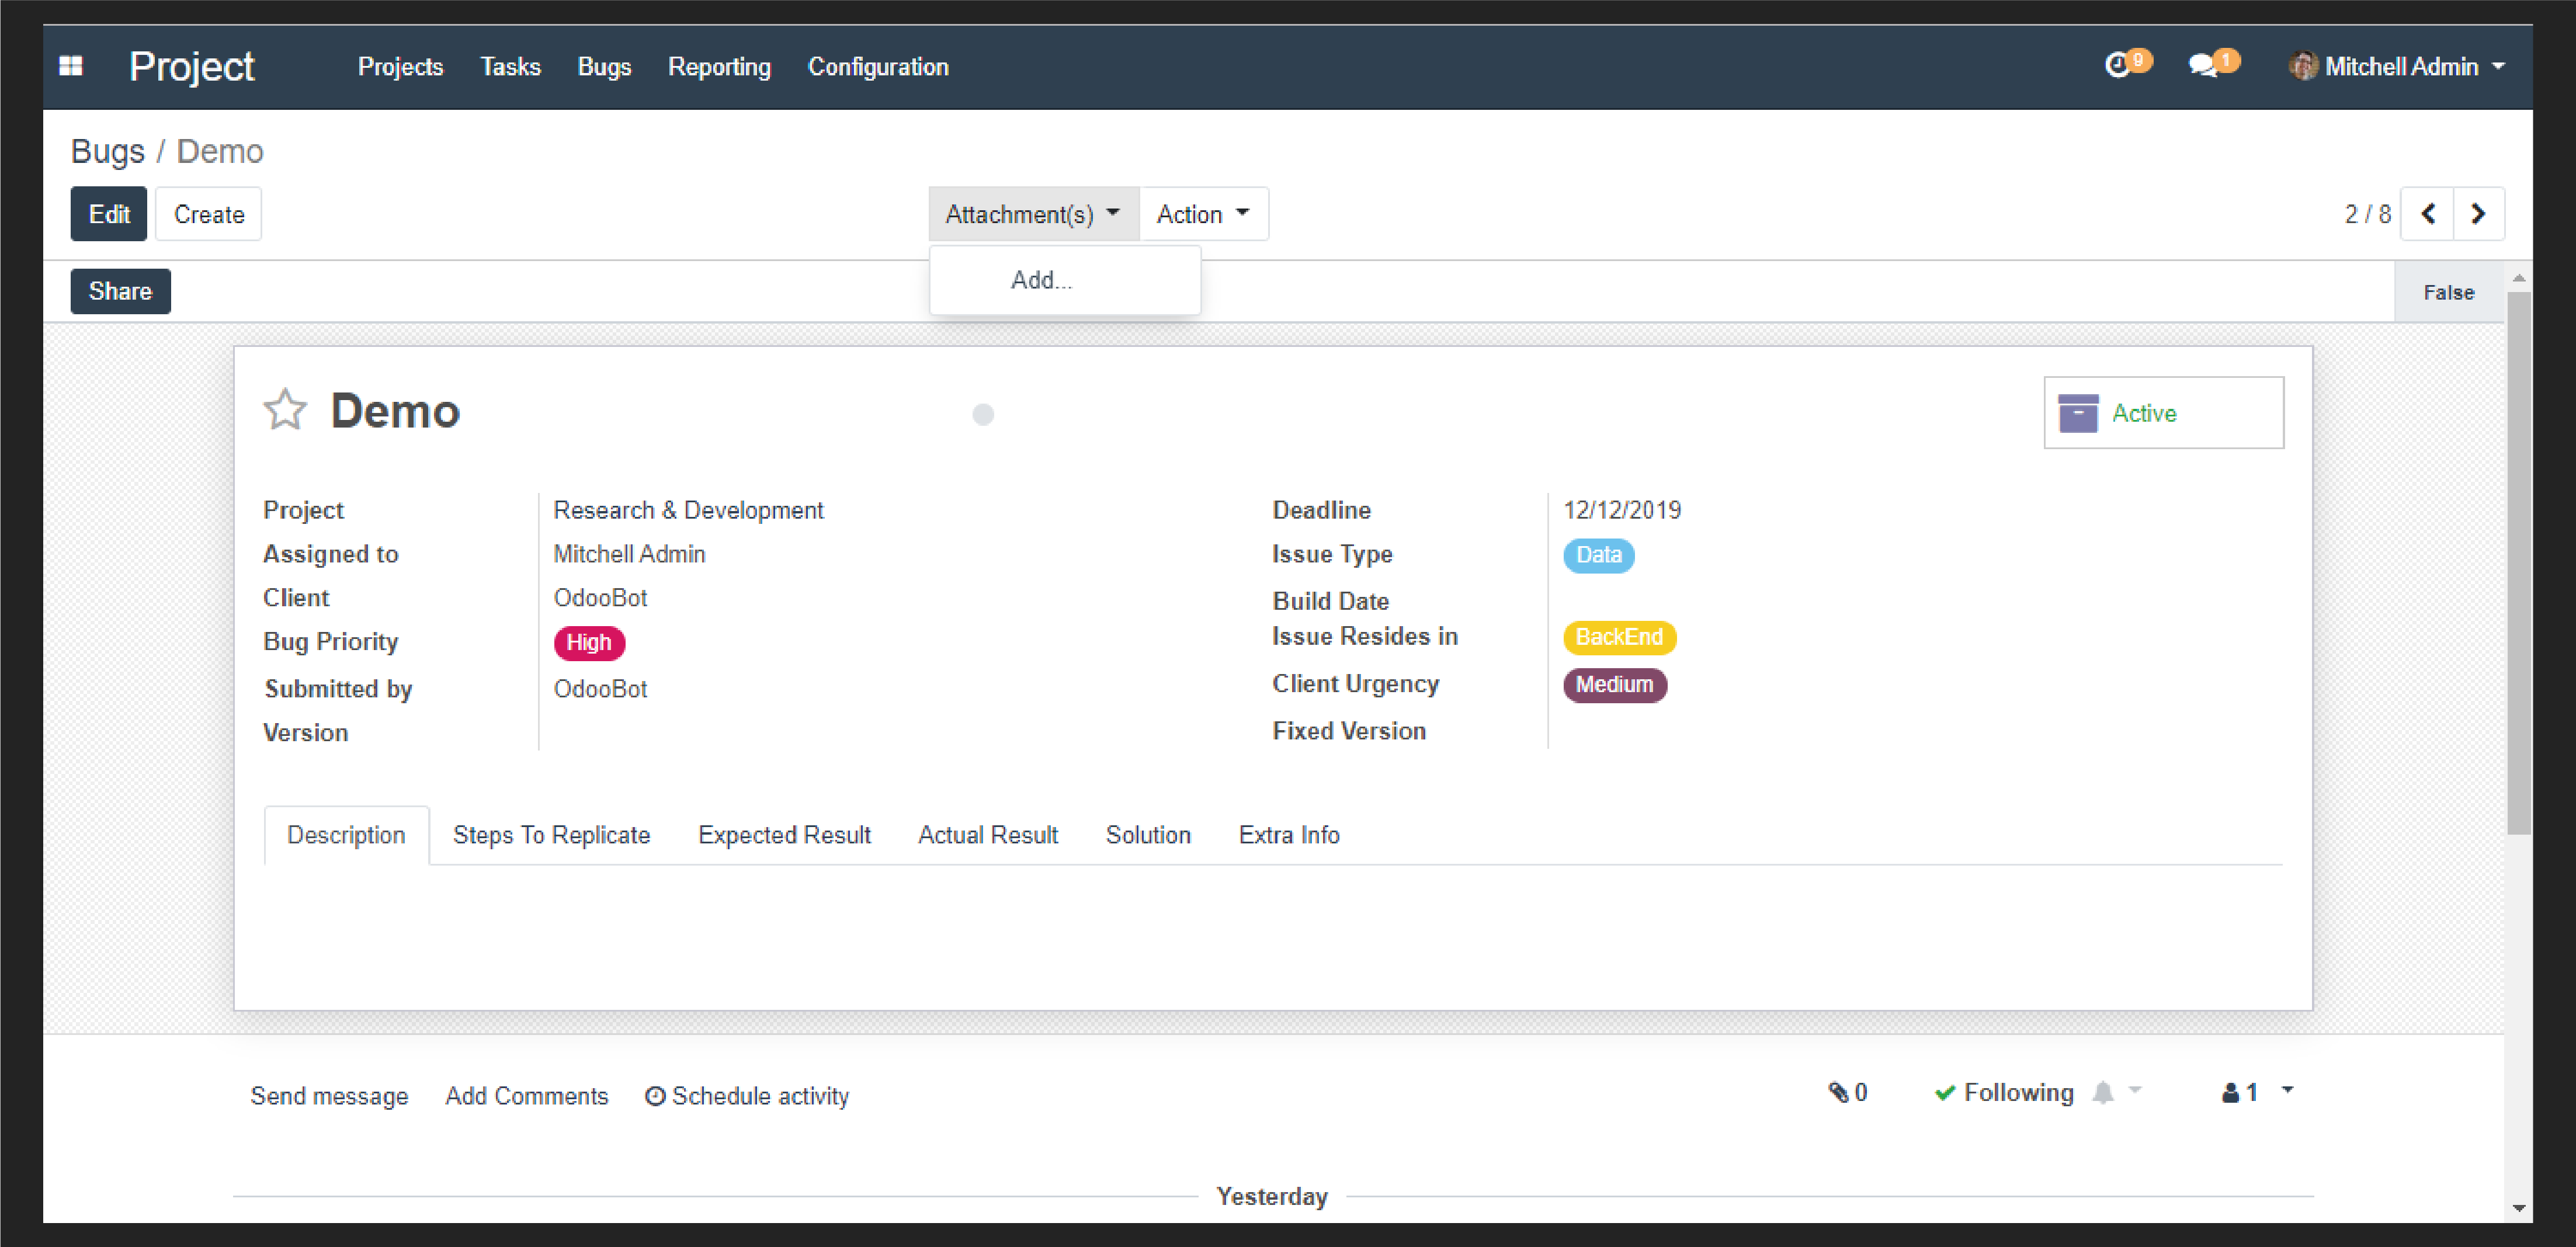 Project Projects Tasks Bugs Reporting Configuration 9 1 Mitchell Admin
Bugs / Demo
Edit Create Attachment(s) Action 2 / 8
Add...
Share False
Demo Active
Project Research & Development Deadline 12/12/2019
Assigned to Mitchell Admin Issue Type Data
Client OdooBot Build Date
Bug Priority High Issue Resides in BackEnd
Submitted by OdooBot Client Urgency Medium
Version Fixed Version
Description Steps To Replicate Expected Result Actual Result Solution Extra Info
Send message Add Comments Schedule activity 0 Following 1
Yesterday